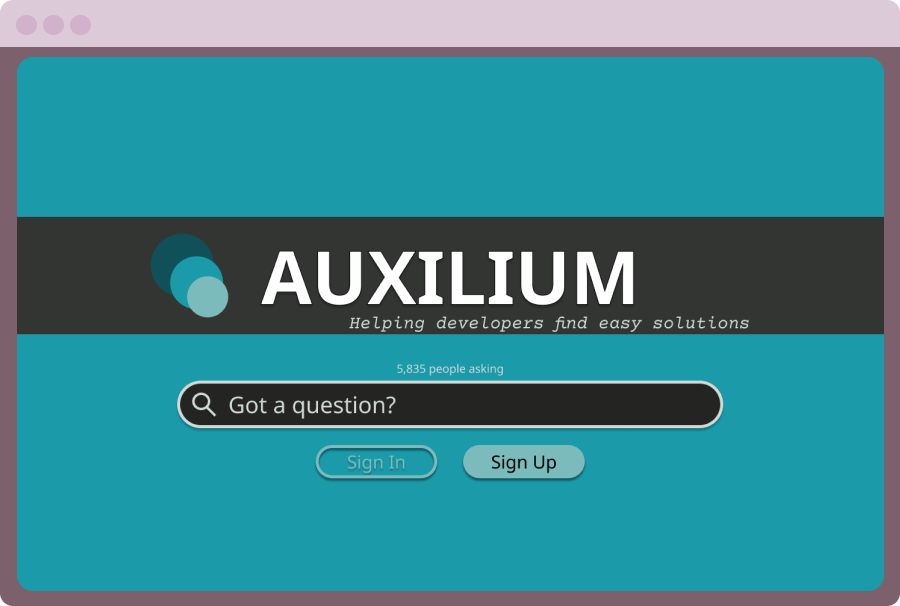 AUXILIUM
Helping developers find easy solutions
5,835 people asking
Got a question?
Sign In
Sign Up